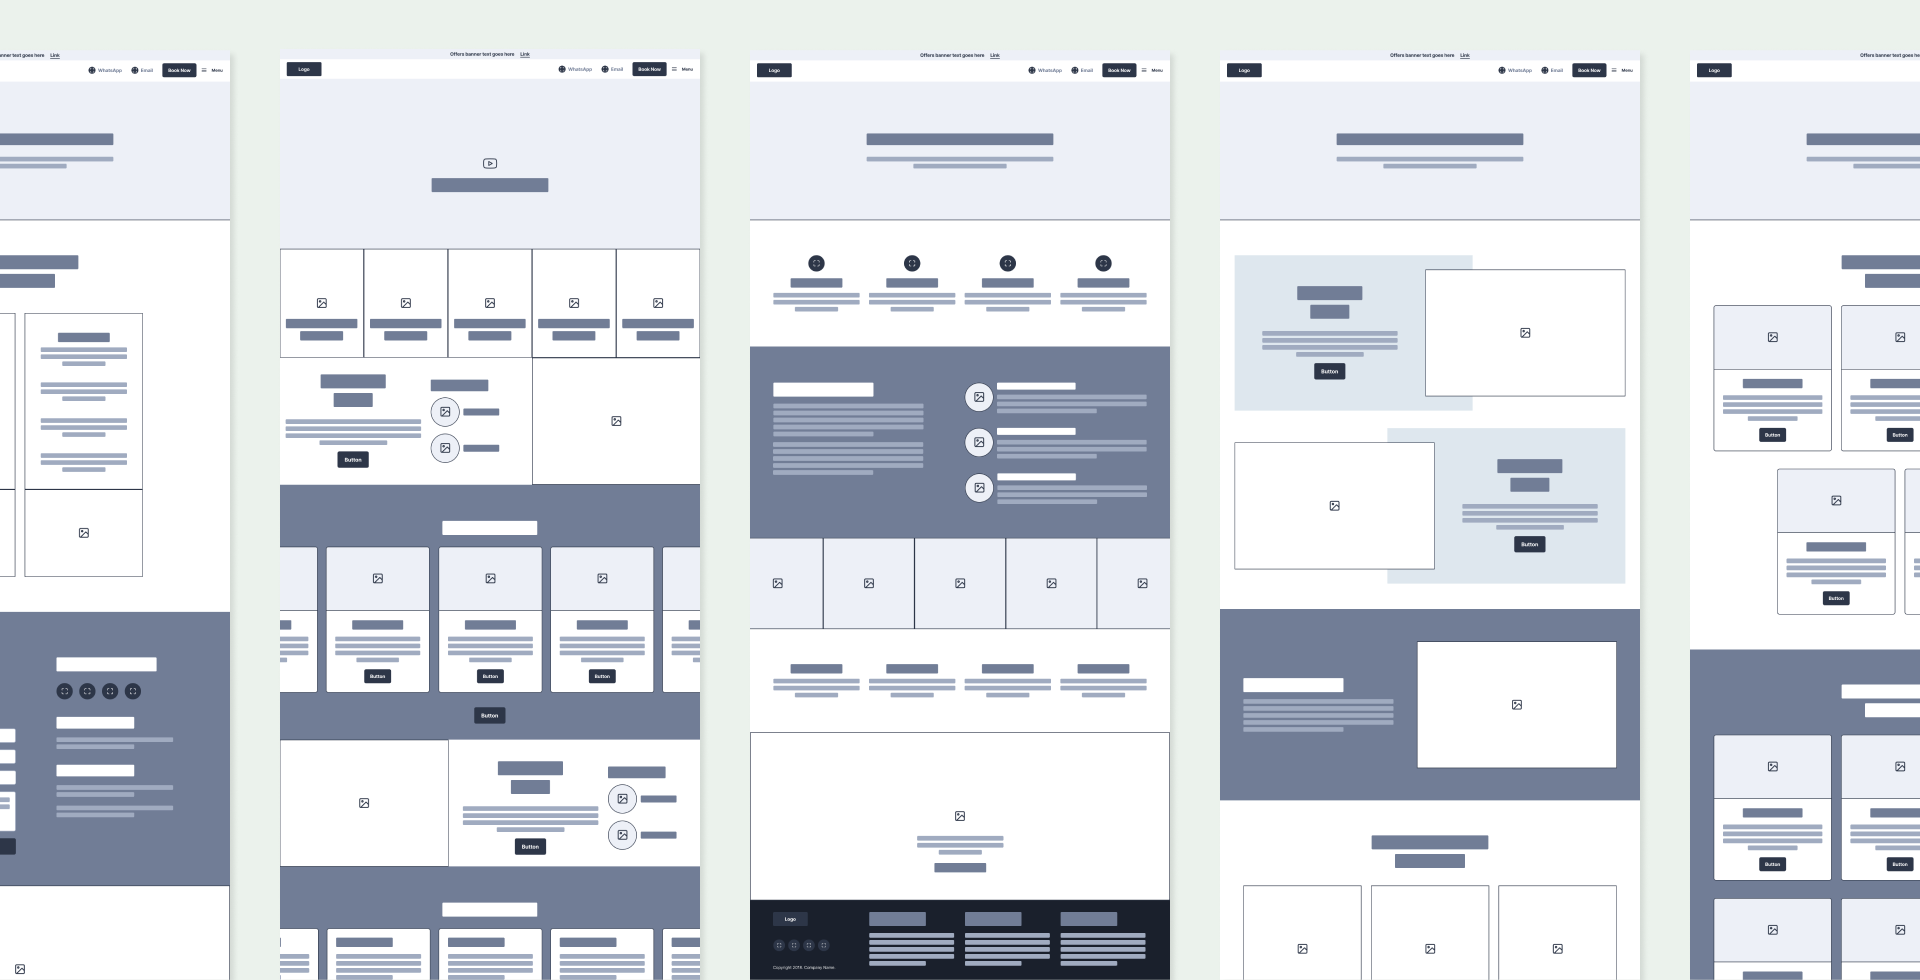 nner text goes here Link
WhatsApp Email Book Now Menu
Offers banner text goes here Link
Logo WhatsApp Email Book Now Menu
Button
Button Button Button
Button
Button
Offers banner text goes here Link
Logo WhatsApp Email Book Now Menu
Logo
Copyright 2018. Company Name.
Offers banner text goes here Link
Logo WhatsApp Email Book Now Menu
Button
Button
Offers banner text goes here
Logo
Button Button
Button
Button Button